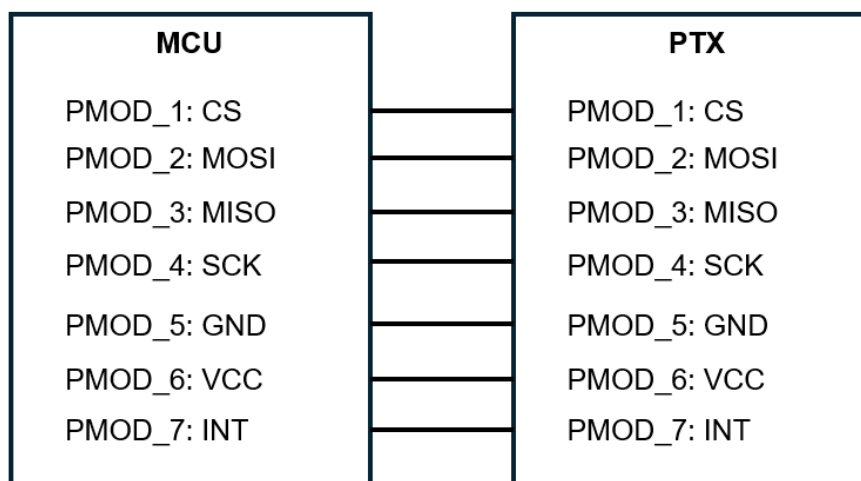 MCU
PMOD_1: CS
PMOD_2: MOSI
PMOD_3: MISO
PMOD_4: SCK
PMOD_5: GND
PMOD_6: VCC
PMOD_7: INT
PTX
PMOD_1: CS
PMOD_2: MOSI
PMOD_3: MISO
PMOD_4: SCK
PMOD_5: GND
PMOD_6: VCC
PMOD_7: INT